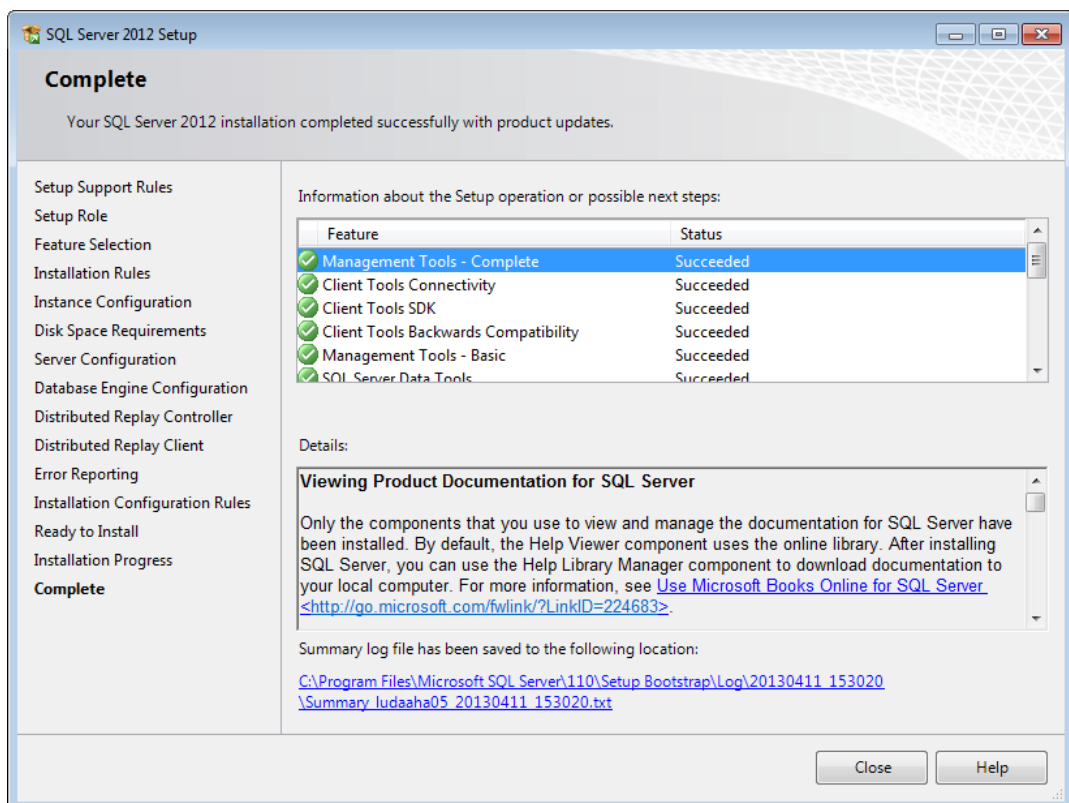 SQL Server 2012 Setup
Complete
Your SQL Server 2012 installation completed successfully with product updates.
Setup Support Rules
Setup Role
Feature Selection
Installation Rules
Instance Configuration
Disk Space Requirements
Server Configuration
Database Engine Configuration
Distributed Replay Controller
Distributed Replay Client
Error Reporting
Installation Configuration Rules
Ready to Install
Installation Progress
Complete
Information about the Setup operation or possible next steps:
Feature Status
Management Tools - Complete Succeeded
Client Tools Connectivity Succeeded
Client Tools SDK Succeeded
Client Tools Backwards Compatibility Succeeded
Management Tools - Basic Succeeded
SQL Server Data Tools Succeeded
Details:
Viewing Product Documentation for SQL Server
Only the components that you use to view and manage the documentation for SQL Server have
been installed. By default, the Help Viewer component uses the online library. After installing
SQL Server, you can use the Help Library Manager component to download documentation to
your local computer. For more information, see Use Microsoft Books Online for SQL Server
<http://go.microsoft.com/fwlink/?LinkID=224683>.
Summary log file has been saved to the following location:
C:\Program Files\Microsoft SQL Server\110\Setup Bootstrap\Log\20130411_153020
\Summary_ludaaha05_20130411_153020.txt
Close Help